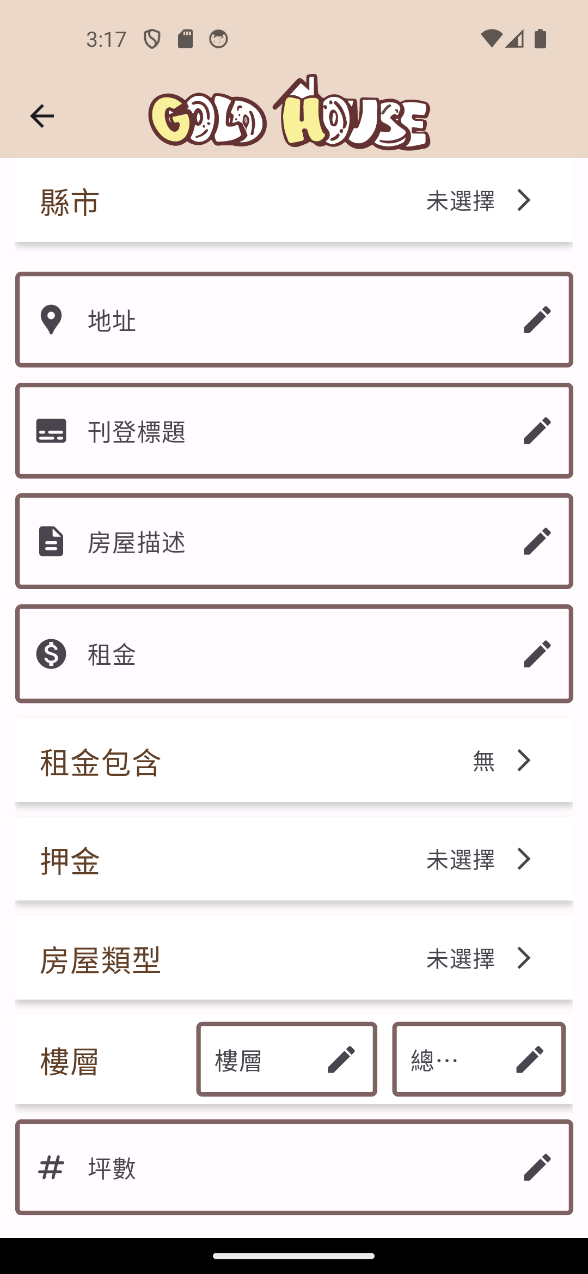 3:17
GOLD HOUSE
縣市 未選擇
地址
刊登標題
房屋描述
租金
租金包含 無
押金 未選擇
房屋類型 未選擇
樓層 樓層 總…
# 坪數